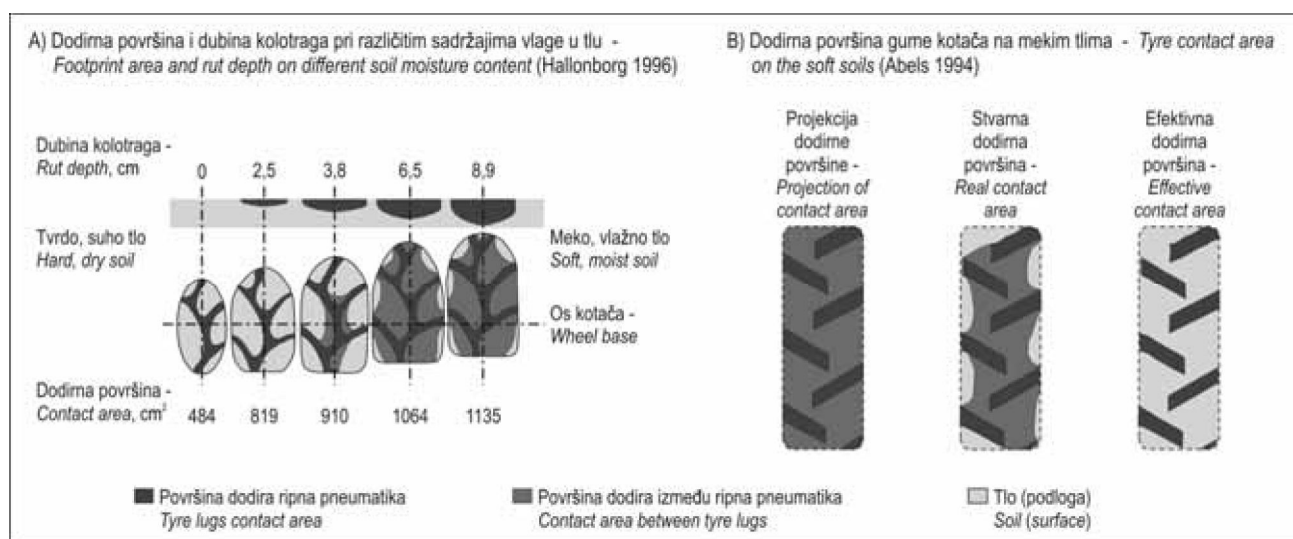 A) Dodirna površina i dubina kolotraga pri različitim sadržajima vlage u tlu -
Footprint area and rut depth on different soil moisture content (Hallonborg 1996)
Dubina kolotraga -
Rut depth, cm
0 2,5 3,8 6,5 8,9
Tvrdo, suho tlo
Hard, dry soil
Meko, vlažno tlo
Soft, moist soil
Os kotača -
Wheel base
Dodirna površina -
Contact area, cm²
484 819 910 1064 1135
B) Dodirna površina gume kotača na mekim tlima - Tyre contact area
on the soft soils (Abels 1994)
Projekcija
dodirne
površine -
Projection of
contact area
Stvarna
dodirna
površina -
Real contact
area
Efektivna
dodirna
površina -
Effective
contact area
Površina dodira ripna pneumatika
Tyre lugs contact area
Površina dodira između ripna pneumatika
Contact area between tyre lugs
Tlo (podloga)
Soil (surface)